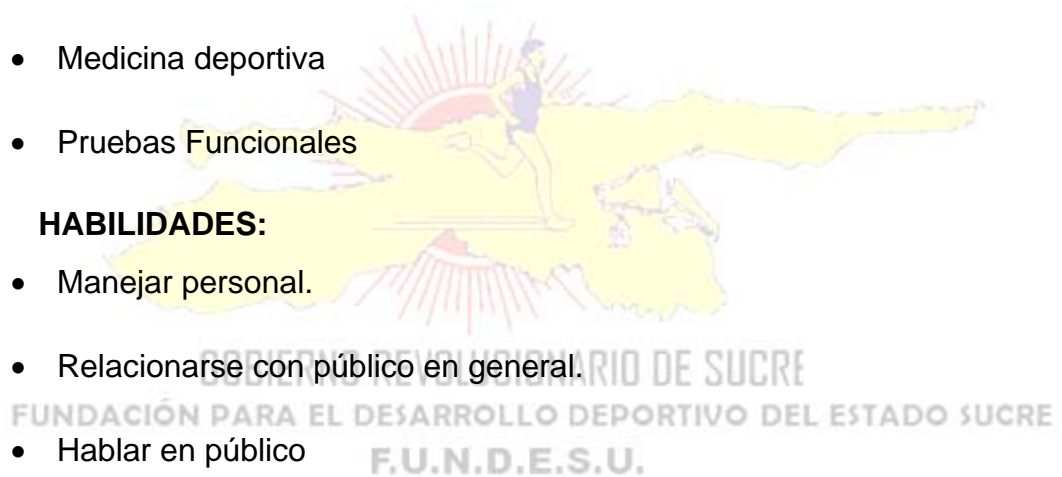 • Medicina deportiva
• Pruebas Funcionales
HABILIDADES:
• Manejar personal.
• Relacionarse con público en general.
GOBIERNO REVOLUCIONARIO DE SUCRE
FUNDACIÓN PARA EL DESARROLLO DEPORTIVO DEL ESTADO SUCRE
• Hablar en público
F.U.N.D.E.S.U.